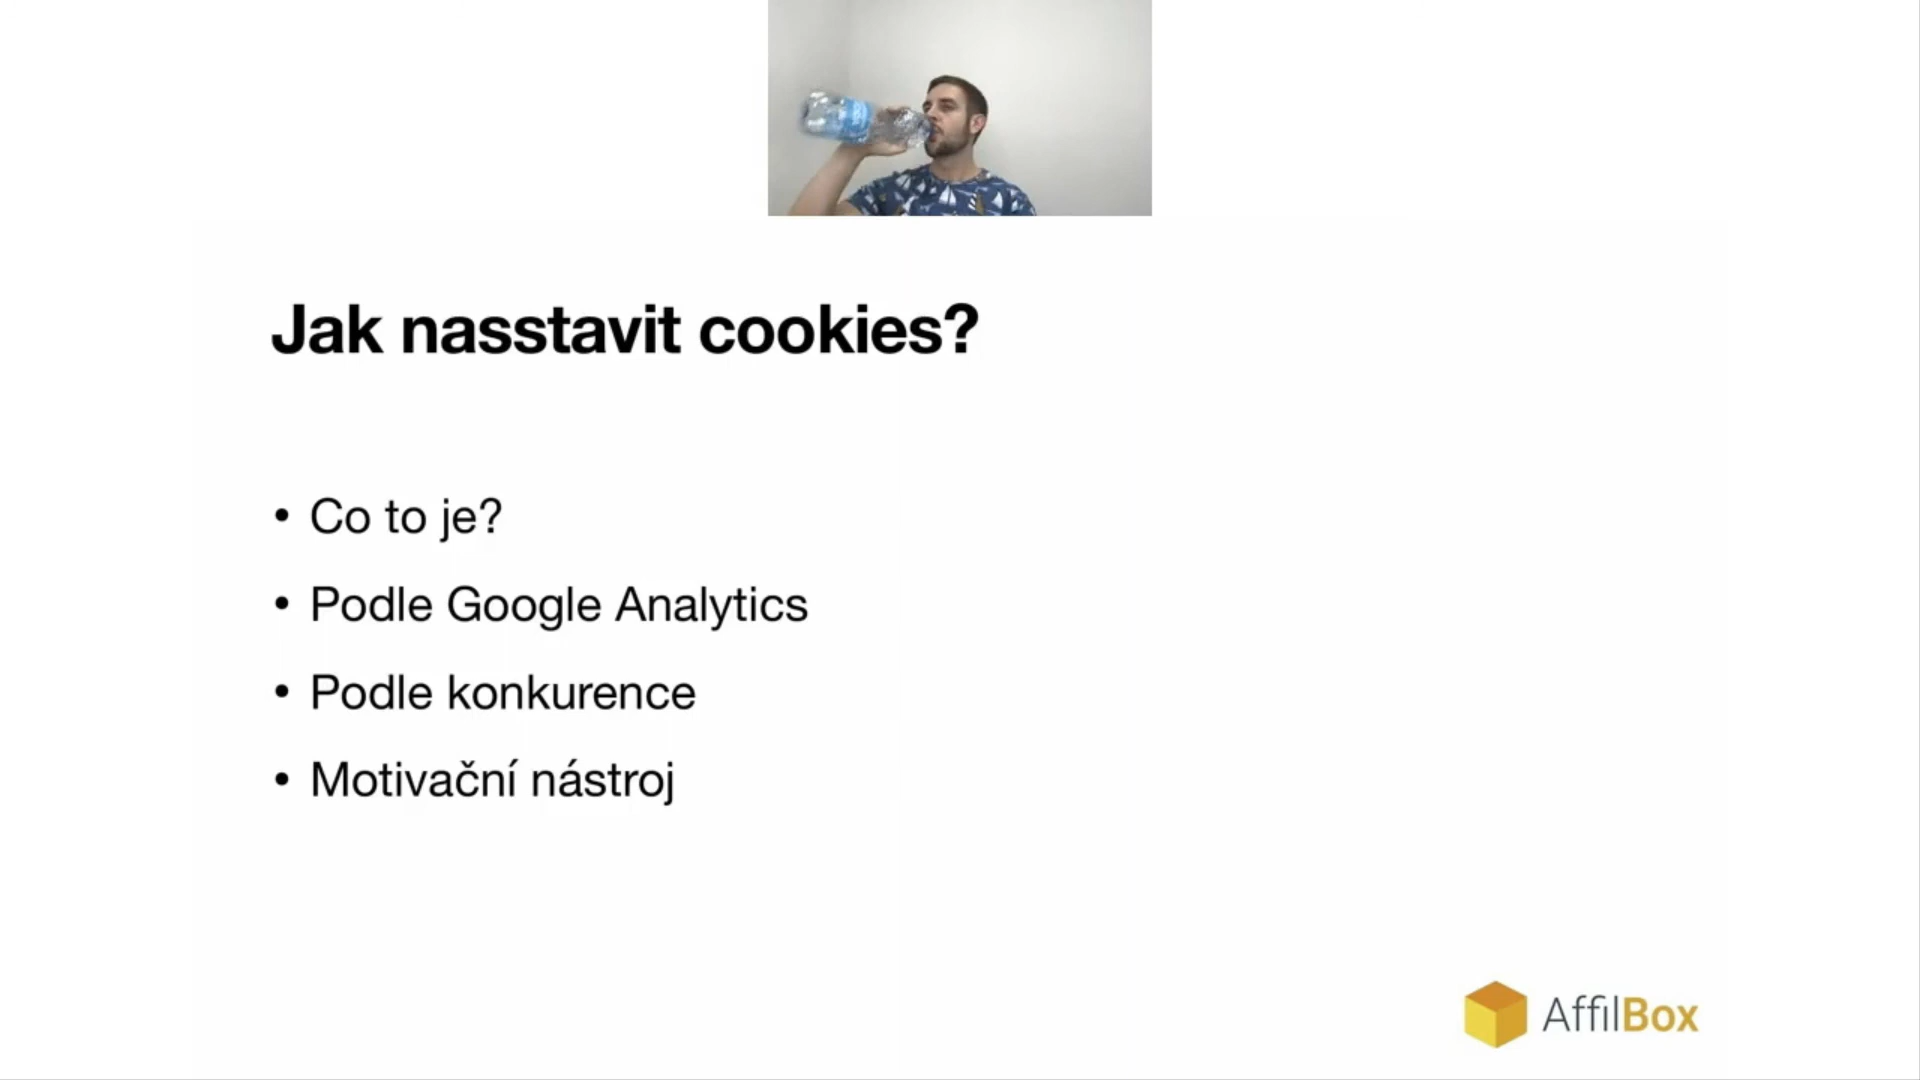 Jak nasstavit cookies?
• Co to je?
• Podle Google Analytics
• Podle konkurence
• Motivační nástroj
AffilBox